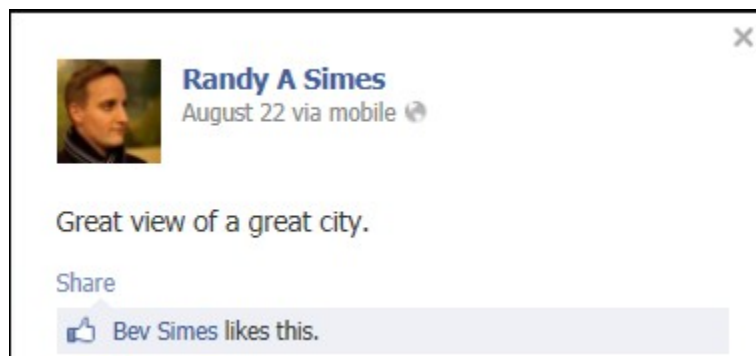 Randy A Simes
August 22 via mobile
Great view of a great city.
Share
Bev Simes likes this.